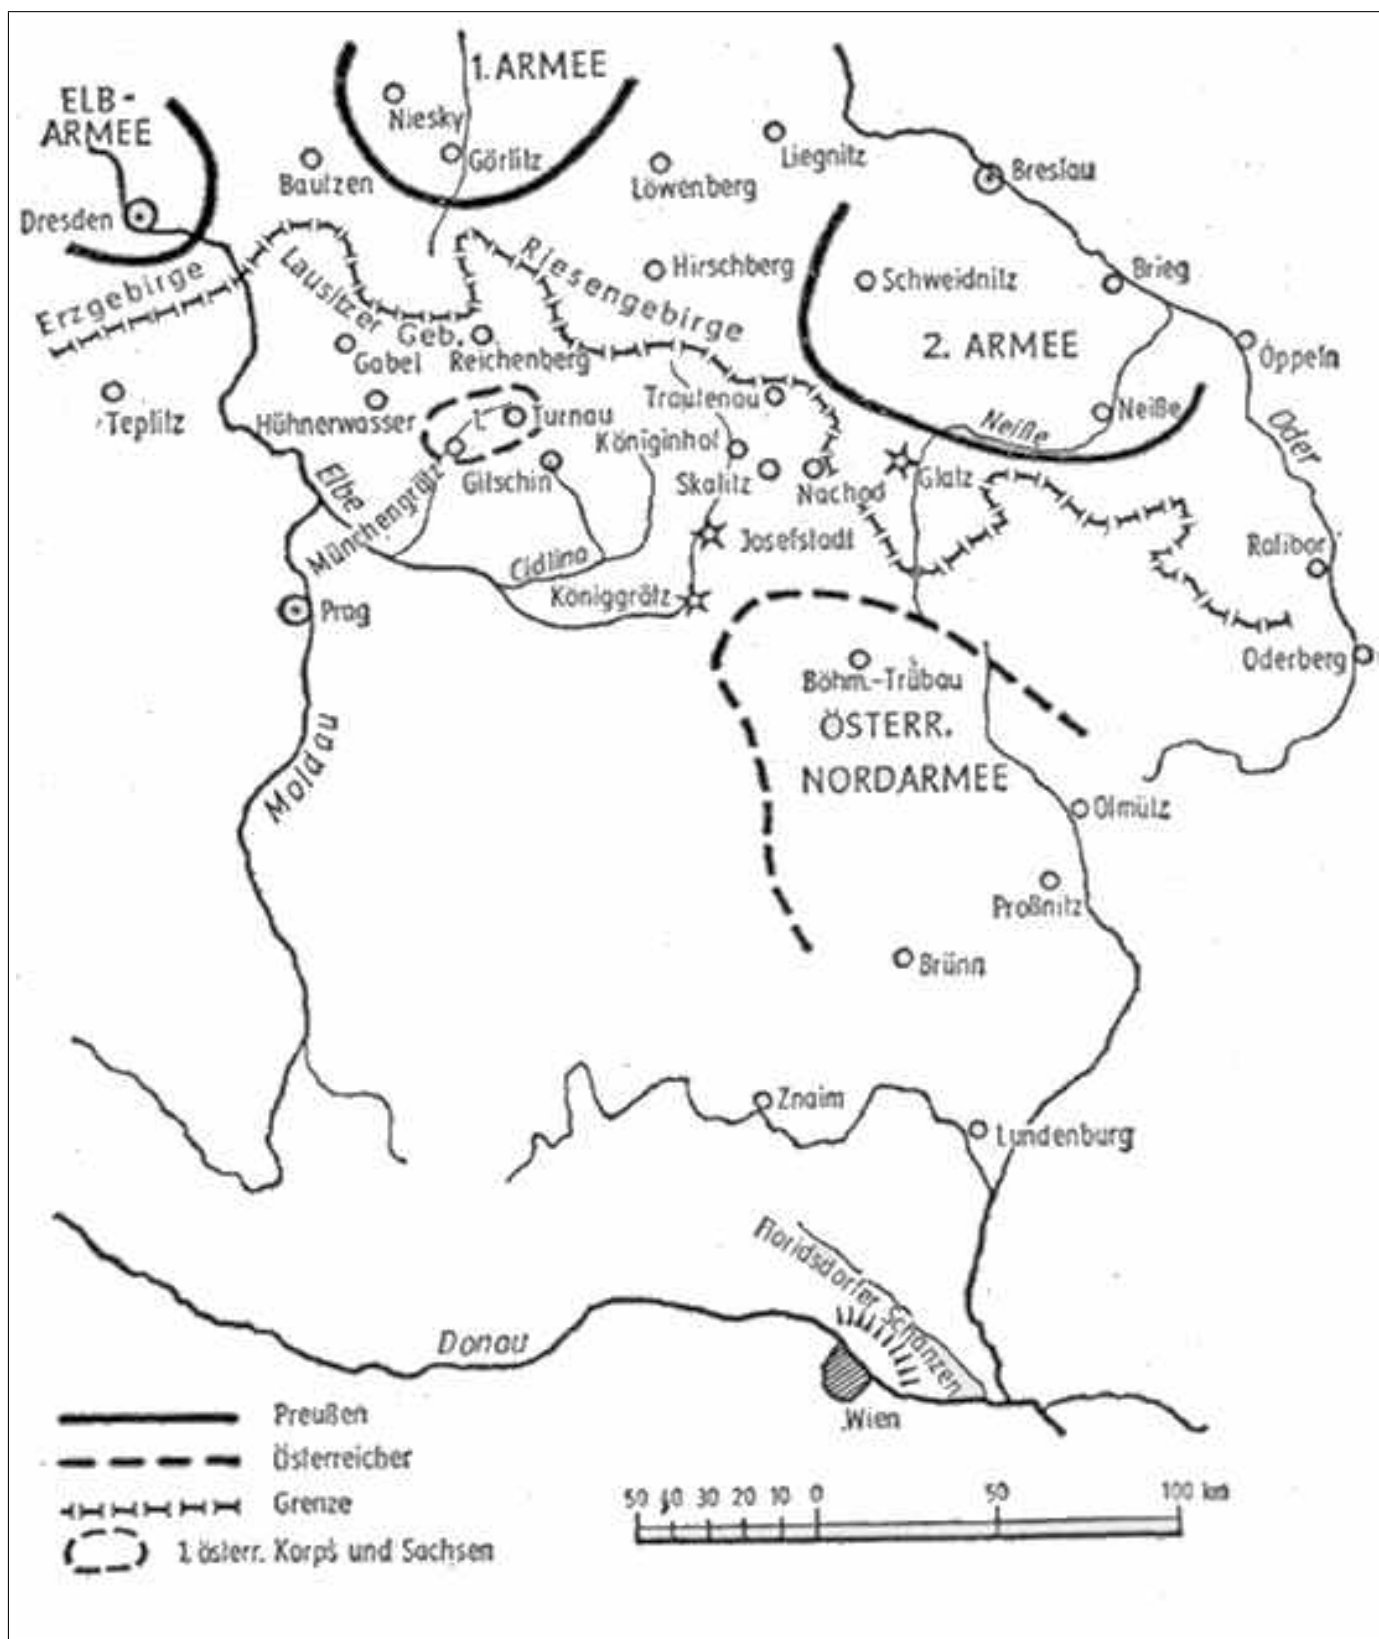 1. ARMEE
ELB-
ARMEE
Niesky
Görlitz
Bautzen
Löwenberg
Liegnitz
Breslau
Dresden
Erzgebirge
Lausitzer
Geb.
Riesengebirge
Hirschberg
Schweidnitz
Brieg
2. ARMEE
Oppeln
Gabel
Reichenberg
Teplitz
Hühnerwasser
1.
Turnau
Trautenau
Neiße
Neiße
Oder
Elbe
Münchengrätz
Gitschin
Königinhof
Skalitz
Nachod
Glatz
Josefstadt
Ratibor
Cidlina
Königgrätz
Prag
Oderberg
Böhm.-Trübau
ÖSTERR.
NORDARMEE
Moldau
Olmütz
Proßnitz
Brünn
Znaim
Lundenburg
Floridsdorfer Schanzen
Donau
Wien
Preußen
Österreicher
Grenze
1. österr. Korps und Sachsen
50 40 30 20 10 0 50 100 km